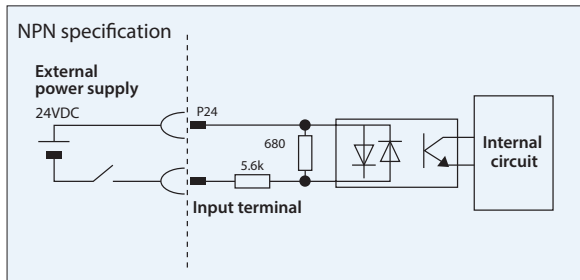 NPN specification
External
power supply
24VDC
P24
680
5.6k
Input terminal
Internal
circuit